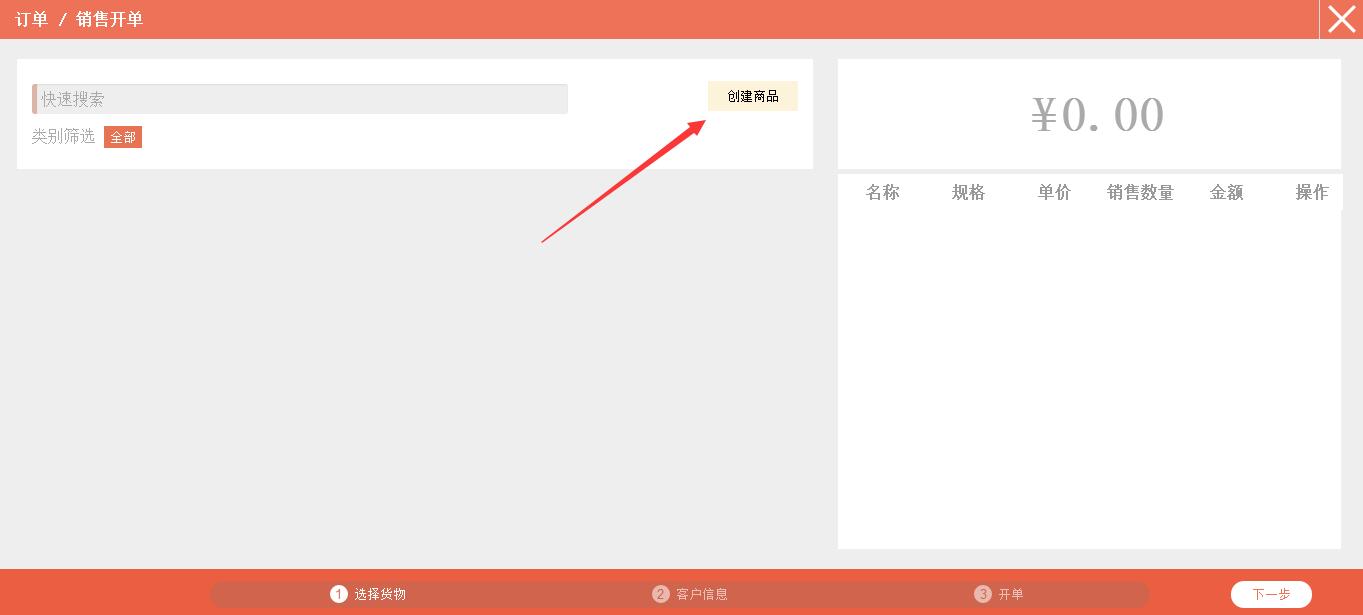 订单 / 销售开单
快速搜索
创建商品
类别筛选 全部
¥0.00
名称 规格 单价 销售数量 金额 操作
1 选择货物 2 客户信息 3 开单 下一步